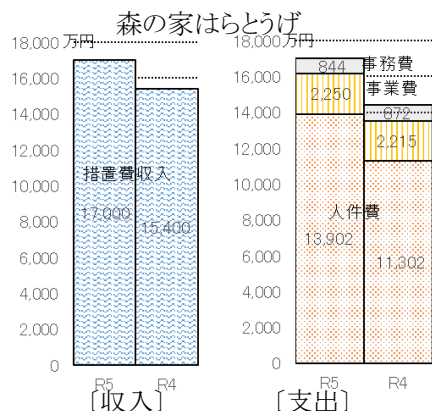 森の家はらとうげ
18,000 万円
16,000
14,000
12,000
10,000
8,000
6,000
4,000
2,000
0
措置費収入
17,000
15,400
R5 R4
［収入］
18,000 万円
16,000
14,000
12,000
10,000
8,000
6,000
4,000
2,000
0
844 事務費
事業費
2,250
872
2,215
人件費
13,902
11,302
R5 R4
〔支出〕